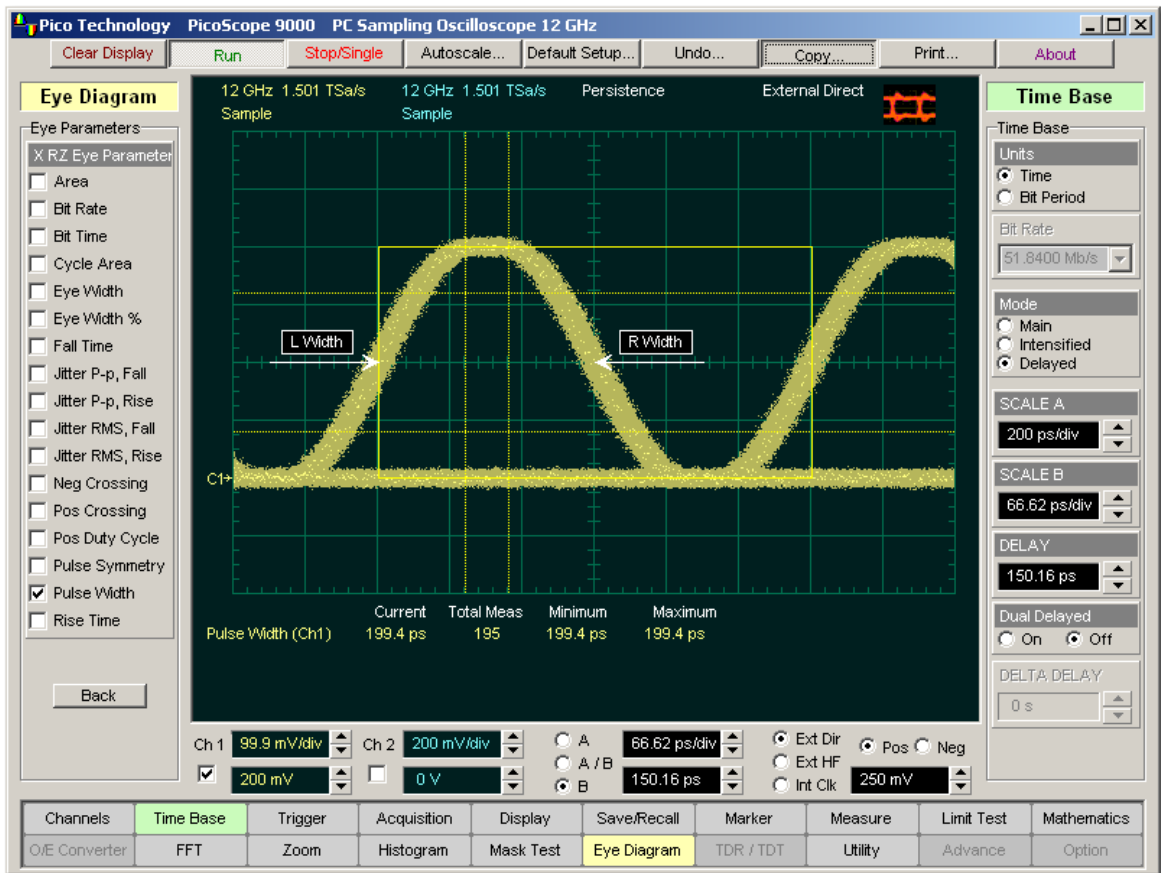 Pico Technology PicoScope 9000 PC Sampling Oscilloscope 12 GHz
Clear Display Run Stop/Single Autoscale... Default Setup... Undo... Copy... Print... About
Eye Diagram
Eye Parameters
X RZ Eye Parameter
Area
Bit Rate
Bit Time
Cycle Area
Eye Width
Eye Width %
Fall Time
Jitter P-p, Fall
Jitter P-p, Rise
Jitter RMS, Fall
Jitter RMS, Rise
Neg Crossing
Pos Crossing
Pos Duty Cycle
Pulse Symmetry
Pulse Width
Rise Time
Back
12 GHz 1.501 TSa/s 12 GHz 1.501 TSa/s Persistence External Direct
Sample Sample
L Width R Width
C1
Current Total Meas Minimum Maximum
Pulse Width (Ch1) 199.4 ps 195 199.4 ps 199.4 ps
Time Base
Time Base
Units
Time
Bit Period
Bit Rate
51.8400 Mb/s
Mode
Main
Intensified
Delayed
SCALE A
200 ps/div
SCALE B
66.62 ps/div
DELAY
150.16 ps
Dual Delayed
On Off
DELTA DELAY
0 s
Ch 1 99.9 mV/div Ch 2 200 mV/div A 66.62 ps/div Ext Dir Pos Neg
A / B Ext HF
200 mV 0 V B 150.16 ps Int Clk 250 mV
Channels Time Base Trigger Acquisition Display Save/Recall Marker Measure Limit Test Mathematics
O/E Converter FFT Zoom Histogram Mask Test Eye Diagram TDR / TDT Utility Advance Option